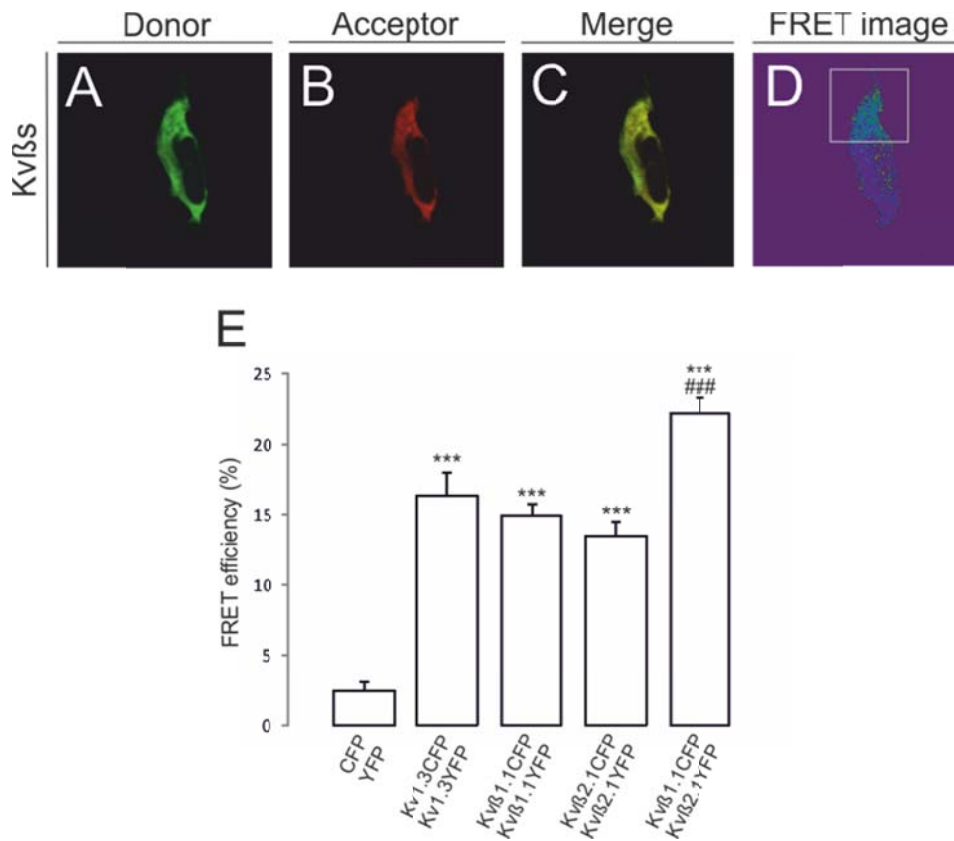 Donor
Acceptor
Merge
FRET image
Kvßs
A
B
C
D
E
FRET efficiency (%)
25
20
15
10
5
0
***
***
***
***
###
CFP
YFP
Kv1.3CFP
Kv1.3YFP
Kvß1.1CFP
Kvß1.1YFP
Kvß2.1CFP
Kvß2.1YFP
Kvß1.1CFP
Kvß2.1YFP